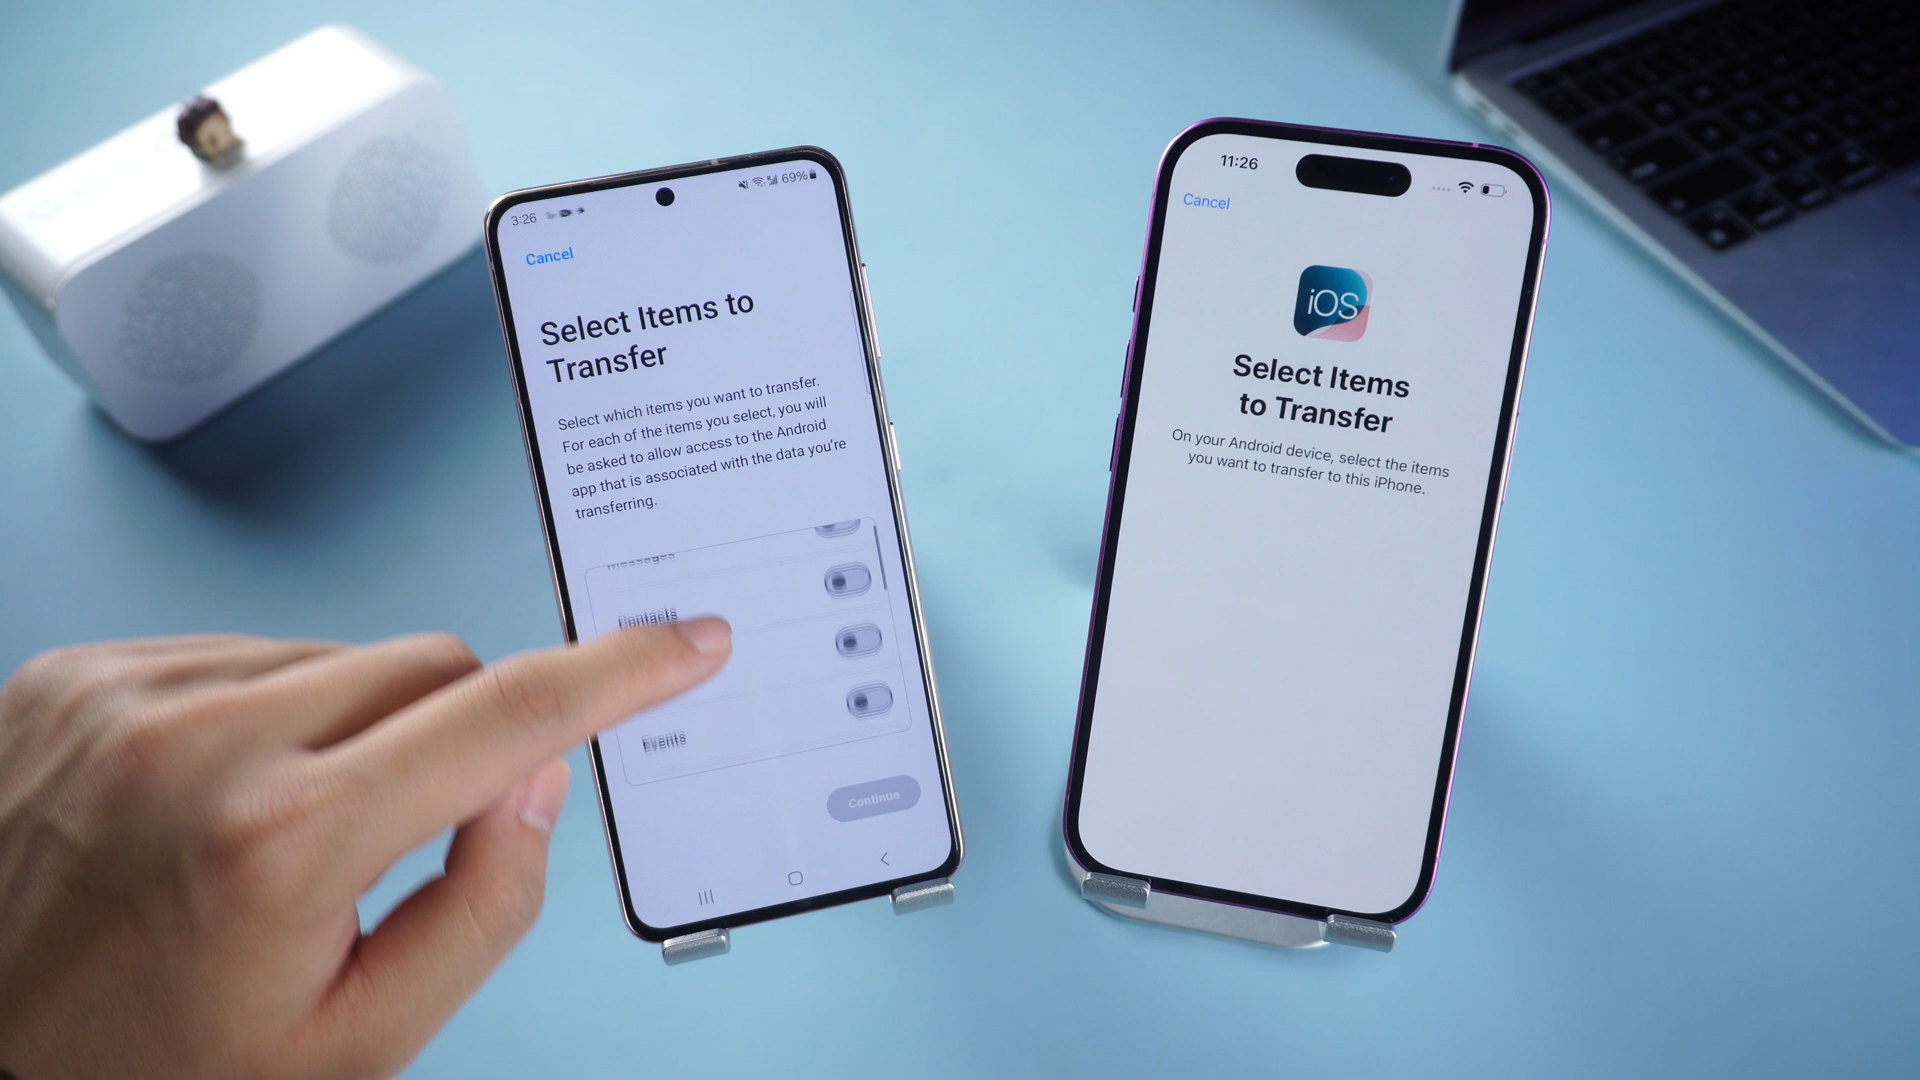 3:26
69%
Cancel
Select Items to
Transfer
Select which items you want to transfer.
For each of the items you select, you will
be asked to allow access to the Android
app that is associated with the data you're
transferring.
Messages
Contacts
Events
Continue
11:26
Cancel
iOS
Select Items
to Transfer
On your Android device, select the items
you want to transfer to this iPhone.